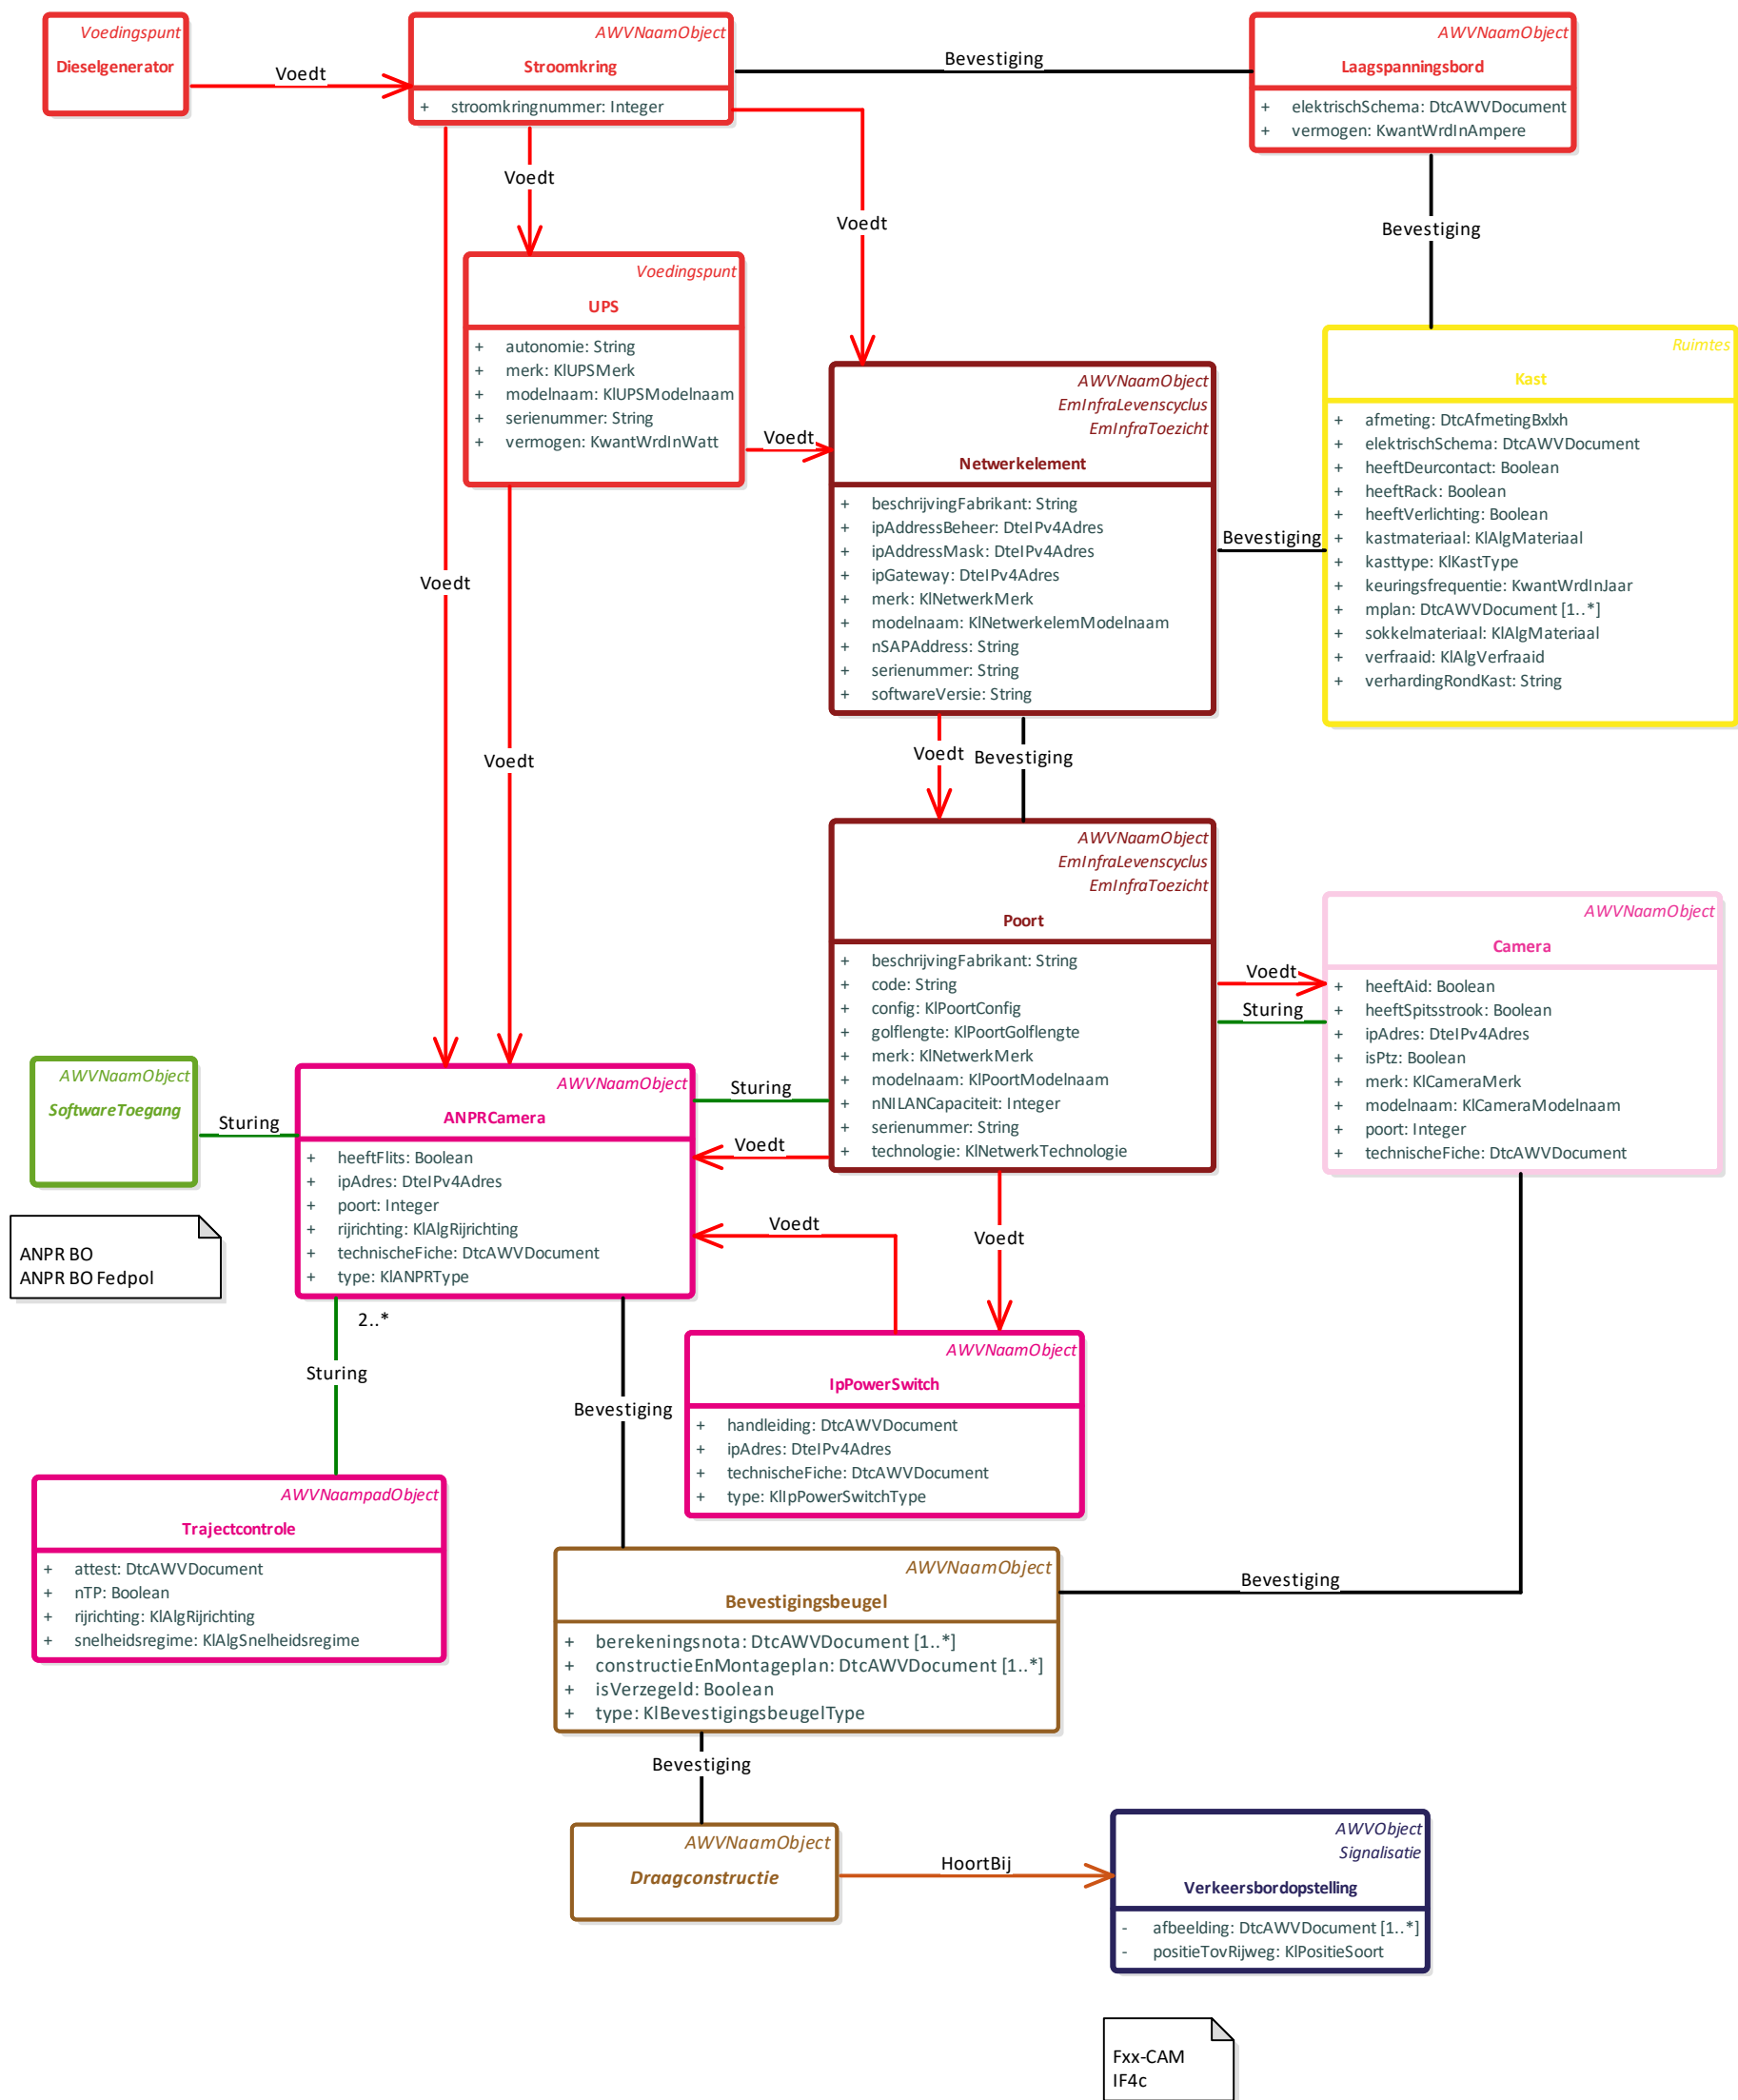 Voedingspunt
Dieselgenerator
Voedt
AWVNaamObject
Stroomkring
+ stroomkringnummer: Integer
Bevestiging
AWVNaamObject
Laagspanningsbord
+ elektrischSchema: DtcAWVDocument
+ vermogen: KwantWrdInAmpere
Voedt
Voedt
Bevestiging
Voedingspunt
UPS
+ autonomie: String
+ merk: KlUPSMerk
+ modelnaam: KlUPSModelnaam
+ serienummer: String
+ vermogen: KwantWrdInWatt
Voedt
AWVNaamObject
EmInfraLevenscyclus
EmInfraToezicht
Netwerkelement
+ beschrijvingFabrikant: String
+ ipAddressBeheer: DteIPv4Adres
+ ipAddressMask: DteIPv4Adres
+ ipGateway: DteIPv4Adres
+ merk: KlNetwerkMerk
+ modelnaam: KlNetwerkelemModelnaam
+ nSAPAddress: String
+ serienummer: String
+ softwareVersie: String
Bevestiging
Ruimtes
Kast
+ afmeting: DtcAfmetingBxlxh
+ elektrischSchema: DtcAWVDocument
+ heeftDeurcontact: Boolean
+ heeftRack: Boolean
+ heeftVerlichting: Boolean
+ kastmateriaal: KlAlgMateriaal
+ kasttype: KlKastType
+ keuringsfrequentie: KwantWrdInJaar
+ mplan: DtcAWVDocument [1..*]
+ sokkelmateriaal: KlAlgMateriaal
+ verfraaid: KlAlgVerfraaid
+ verhardingRondKast: String
Voedt
Voedt
Voedt
Bevestiging
AWVNaamObject
EmInfraLevenscyclus
EmInfraToezicht
Poort
+ beschrijvingFabrikant: String
+ code: String
+ config: KlPoortConfig
+ golflengte: KlPoortGolflengte
+ merk: KlNetwerkMerk
+ modelnaam: KlPoortModelnaam
+ nNILANCapaciteit: Integer
+ serienummer: String
+ technologie: KlNetwerkTechnologie
Voedt
Sturing
AWVNaamObject
Camera
+ heeftAid: Boolean
+ heeftSpitsstrook: Boolean
+ ipAdres: DteIPv4Adres
+ isPtz: Boolean
+ merk: KlCameraMerk
+ modelnaam: KlCameraModelnaam
+ poort: Integer
+ technischeFiche: DtcAWVDocument
AWVNaamObject
SoftwareToegang
Sturing
AWVNaamObject
ANPRCamera
+ heeftFlits: Boolean
+ ipAdres: DteIPv4Adres
+ poort: Integer
+ rijrichting: KlAlgRijrichting
+ technischeFiche: DtcAWVDocument
+ type: KlANPRType
Sturing
Voedt
Voedt
Voedt
ANPR BO
ANPR BO Fedpol
2..*
Sturing
Bevestiging
AWVNaamObject
IpPowerSwitch
+ handleiding: DtcAWVDocument
+ ipAdres: DteIPv4Adres
+ technischeFiche: DtcAWVDocument
+ type: KlIpPowerSwitchType
AWVNaampadObject
Trajectcontrole
+ attest: DtcAWVDocument
+ nTP: Boolean
+ rijrichting: KlAlgRijrichting
+ snelheidsregime: KlAlgSnelheidsregime
AWVNaamObject
Bevestigingsbeugel
+ berekeningsnota: DtcAWVDocument [1..*]
+ constructieEnMontageplan: DtcAWVDocument [1..*]
+ isVerzegeld: Boolean
+ type: KlBevestigingsbeugelType
Bevestiging
Bevestiging
AWVNaamObject
Draagconstructie
HoortBij
AWVObject
Signalisatie
Verkeersbordopstelling
- afbeelding: DtcAWVDocument [1..*]
- positieTovRijweg: KlPositieSoort
Fxx-CAM
IF4c